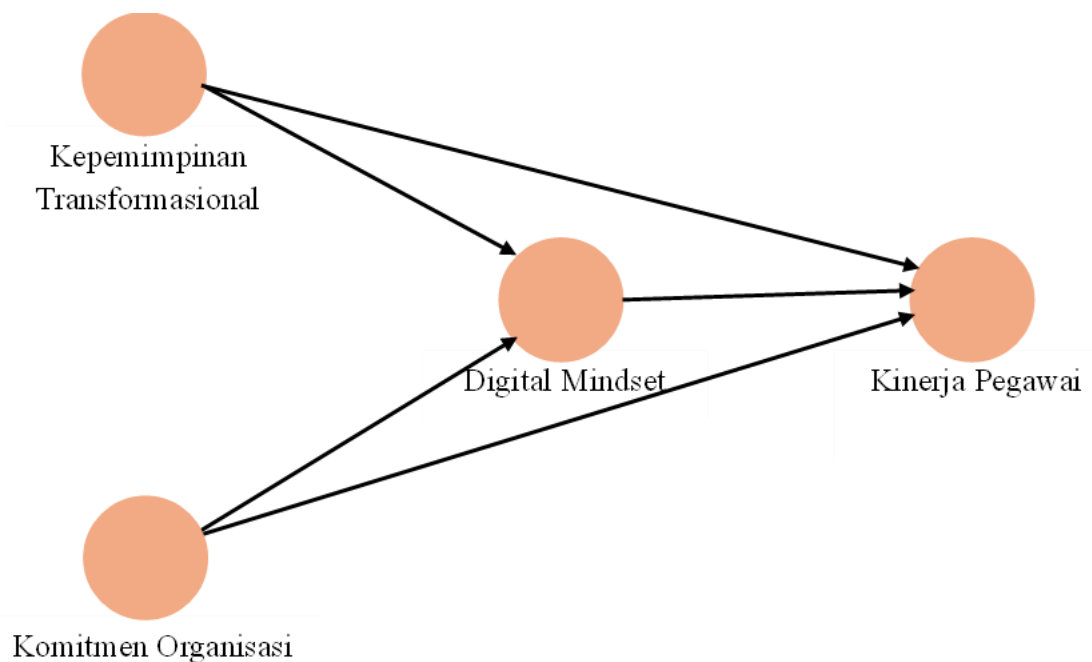 Kepemimpinan
Transformasional
Digital Mindset
Kinerja Pegawai
Komitmen Organisasi